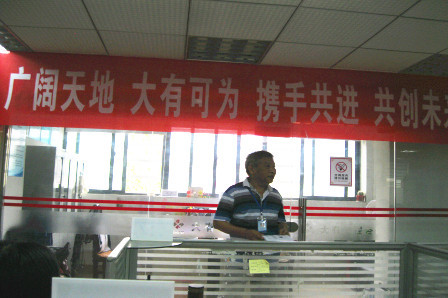 广阔天地 大有可为 携手共进 共创未